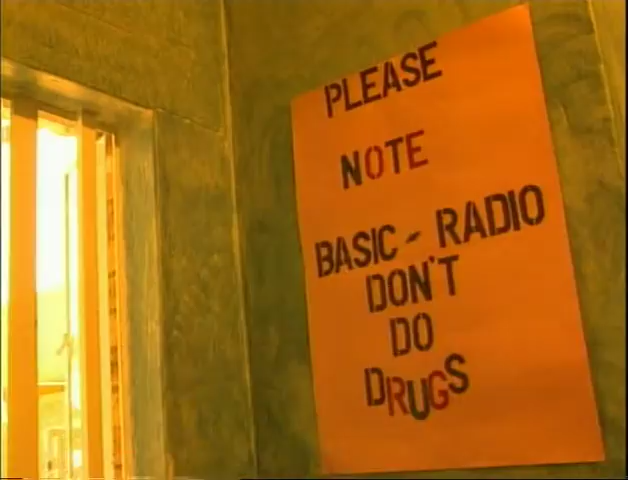 PLEASE
NOTE
BASIC - RADIO
DON'T
DO
DRUGS